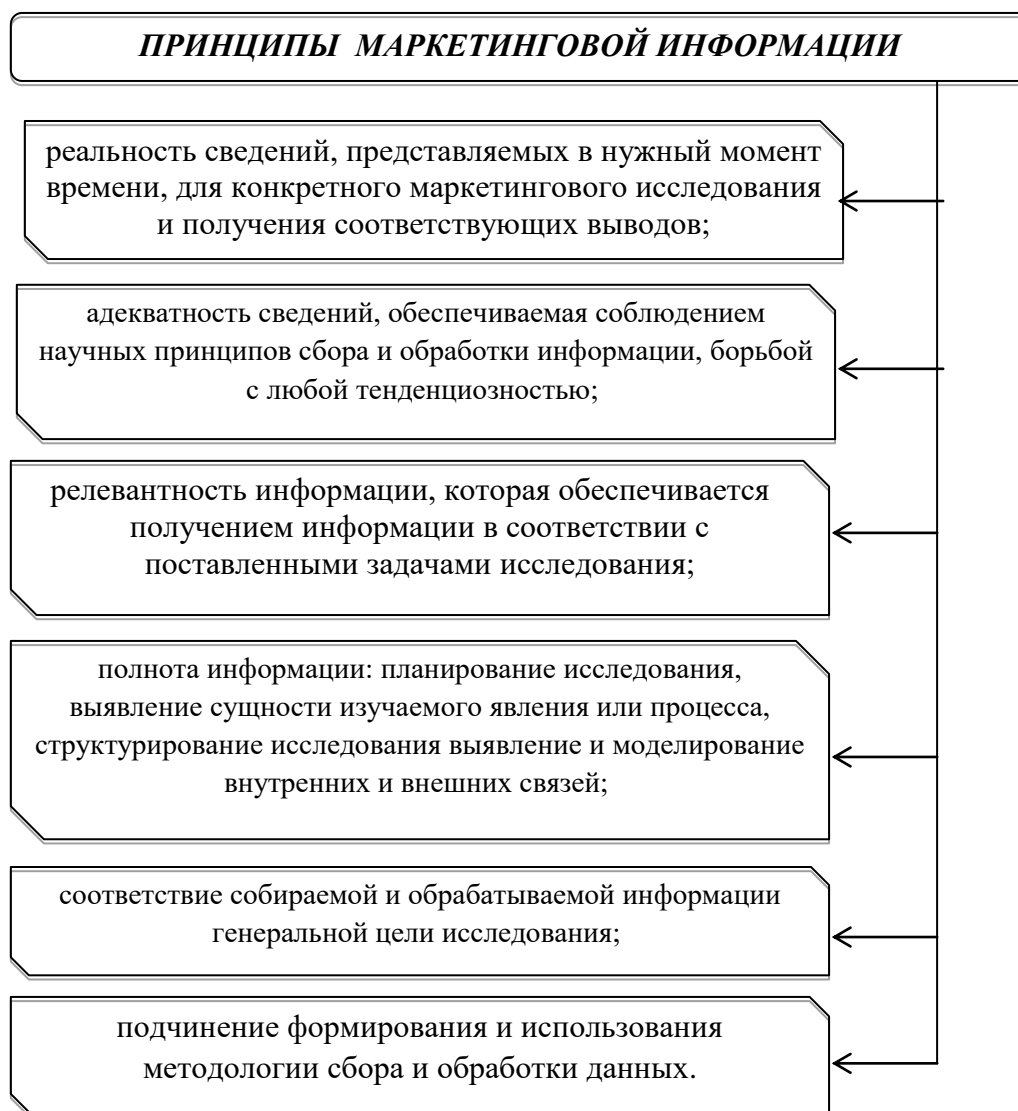 ПРИНЦИПЫ МАРКЕТИНГОВОЙ ИНФОРМАЦИИ
реальность сведений, представляемых в нужный момент
времени, для конкретного маркетингового исследования
и получения соответствующих выводов;
адекватность сведений, обеспечиваемая соблюдением
научных принципов сбора и обработки информации, борьбой
с любой тенденциозностью;
релевантность информации, которая обеспечивается
получением информации в соответствии с
поставленными задачами исследования;
полнота информации: планирование исследования,
выявление сущности изучаемого явления или процесса,
структурирование исследования выявление и моделирование
внутренних и внешних связей;
соответствие собираемой и обрабатываемой информации
генеральной цели исследования;
подчинение формирования и использования
методологии сбора и обработки данных.